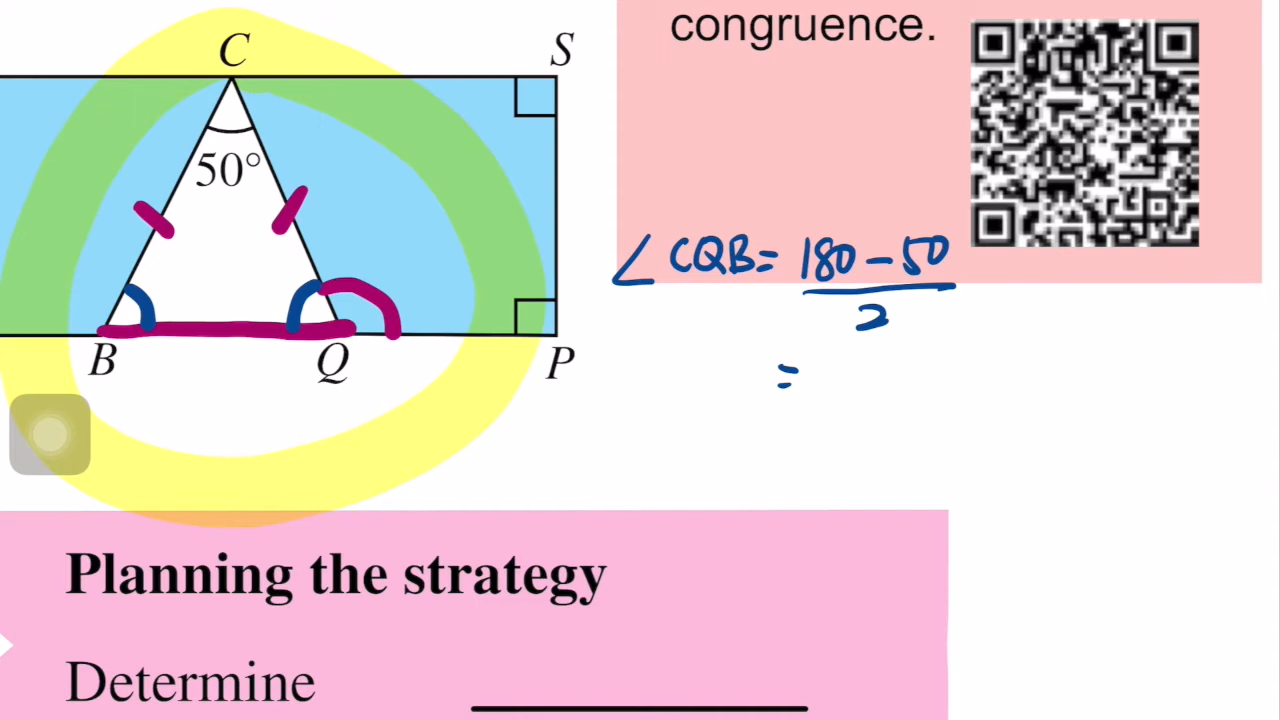 congruence.
C
S
50°
∠CQB = 180 - 50
2
=
B
Q
P
Planning the strategy
Determine